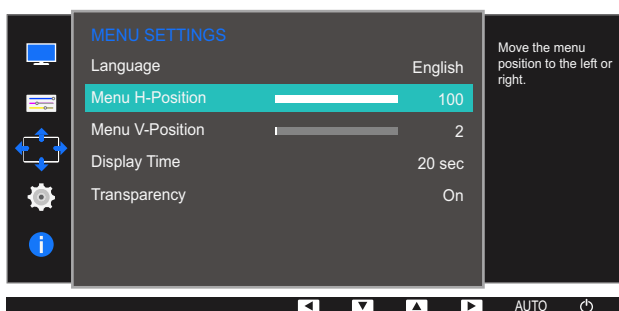 MENU SETTINGS
Language English
Menu H-Position 100
Menu V-Position 2
Display Time 20 sec
Transparency On
Move the menu
position to the left or
right.
AUTO